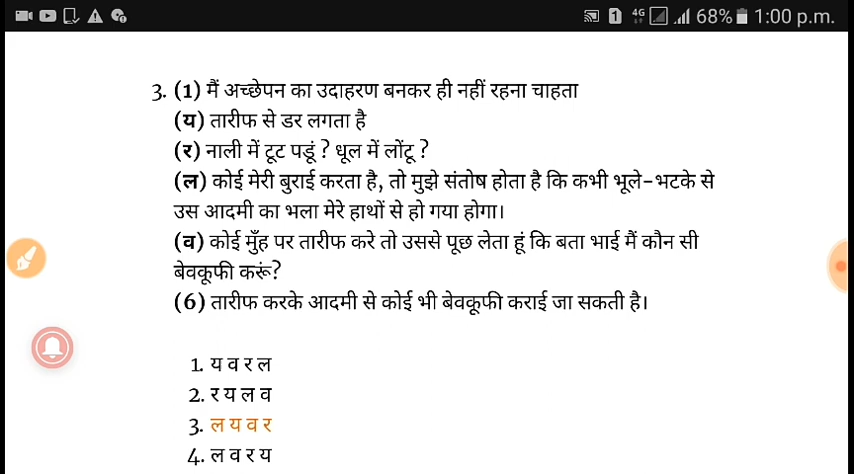 4G 1 68% 1:00 p.m.
3. (1) मैं अच्छेपन का उदाहरण बनकर ही नहीं रहना चाहता
(य) तारीफ से डर लगता है
(र) नाली में टूट पडूं ? धूल में लोंटू ?
(ल) कोई मेरी बुराई करता है, तो मुझे संतोष होता है कि कभी भूले-भटके से
उस आदमी का भला मेरे हाथों से हो गया होगा।
(व) कोई मुँह पर तारीफ करे तो उससे पूछ लेता हूं कि बता भाई मैं कौन सी
बेवकूफी करूं?
(6) तारीफ करके आदमी से कोई भी बेवकूफी कराई जा सकती है।
1. य व र ल
2. र य ल व
3. ल य व र
4. ल व र य